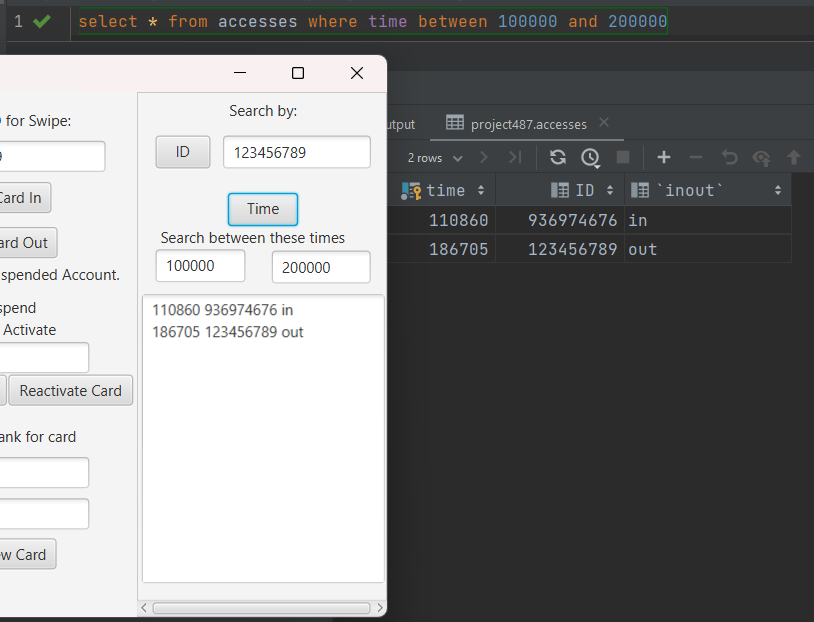 1 select * from accesses where time between 100000 and 200000
Search by:
for Swipe:
ID 123456789
Card In
Time
Search between these times
100000 200000
ard Out
spended Account.
110860 936974676 in
186705 123456789 out
spend
Activate
Reactivate Card
ank for card
w Card
utput project487.accesses
2 rows
time ID `inout`
110860 936974676 in
186705 123456789 out